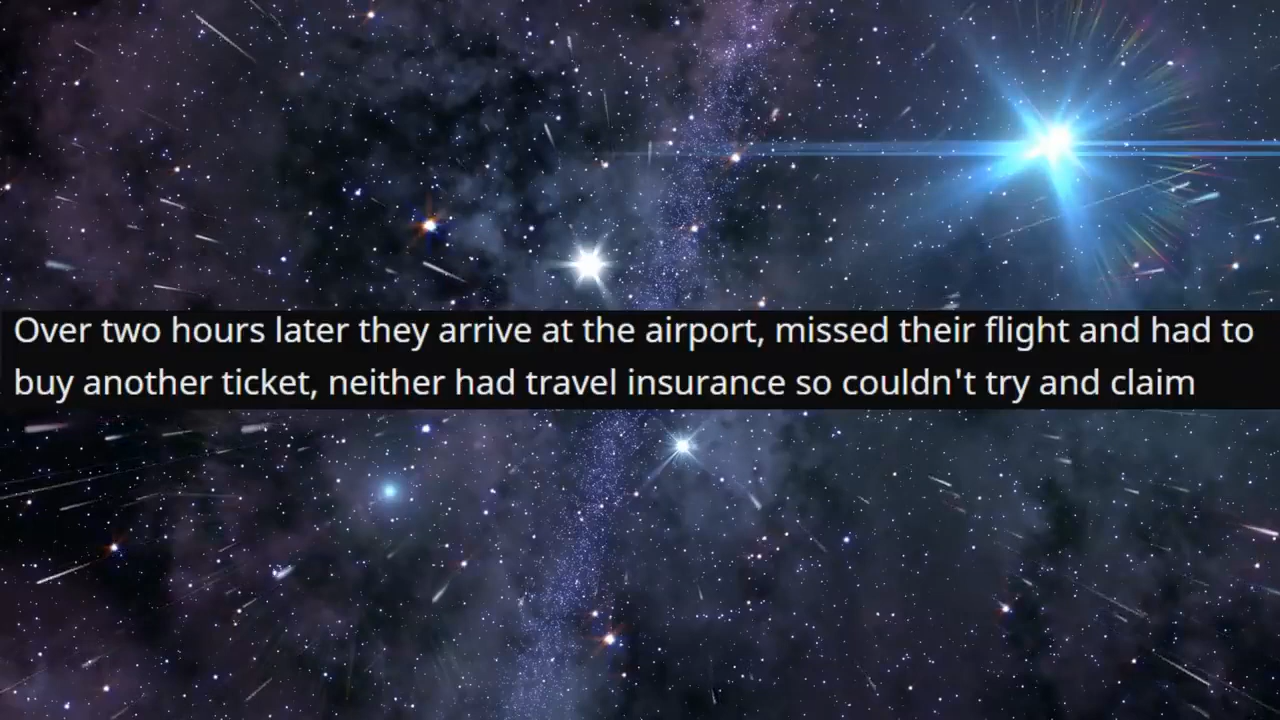 Over two hours later they arrive at the airport, missed their flight and had to
buy another ticket, neither had travel insurance so couldn't try and claim